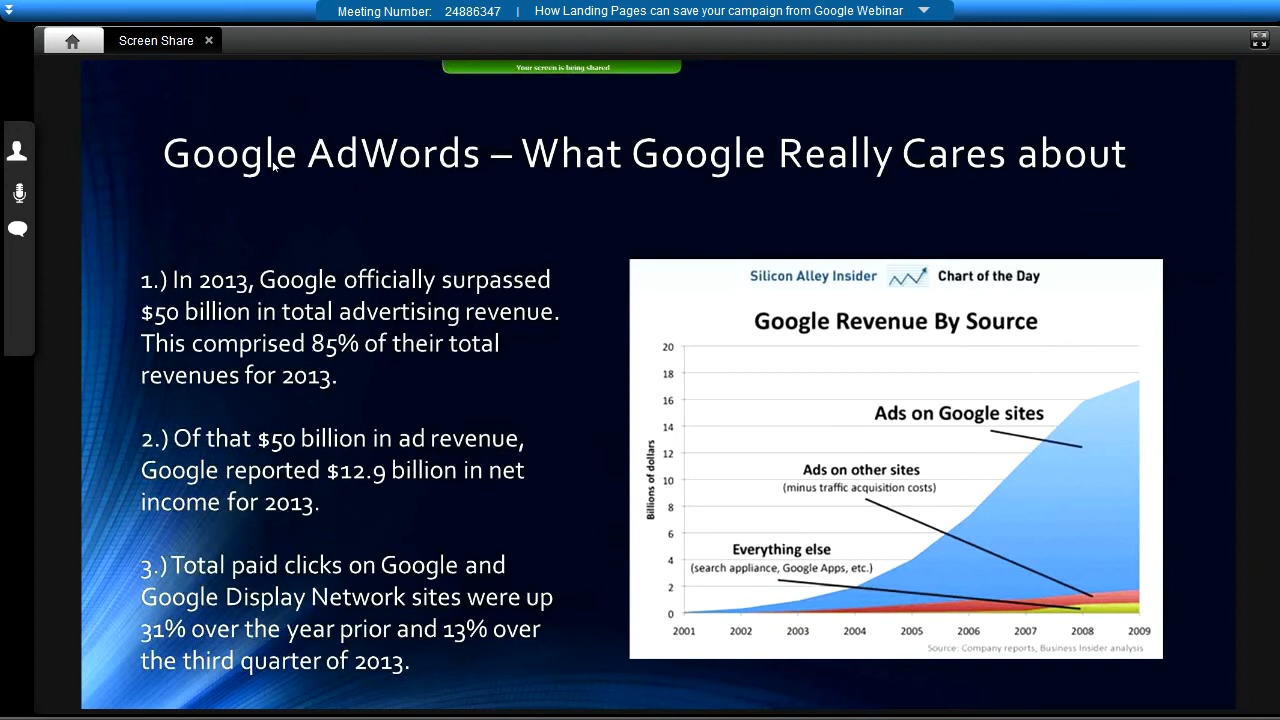 Meeting Number: 24886347 | How Landing Pages can save your campaign from Google Webinar
Screen Share
Your screen is being shared
Google AdWords – What Google Really Cares about
1.) In 2013, Google officially surpassed
$50 billion in total advertising revenue.
This comprised 85% of their total
revenues for 2013.
2.) Of that $50 billion in ad revenue,
Google reported $12.9 billion in net
income for 2013.
3.) Total paid clicks on Google and
Google Display Network sites were up
31% over the year prior and 13% over
the third quarter of 2013.
Silicon Alley Insider Chart of the Day
Google Revenue By Source
Billions of dollars
20
18
16
14
12
10
8
6
4
2
0
Ads on Google sites
Ads on other sites
(minus traffic acquisition costs)
Everything else
(search appliance, Google Apps, etc.)
2001 2002 2003 2004 2005 2006 2007 2008 2009
Source: Company reports, Business Insider analysis